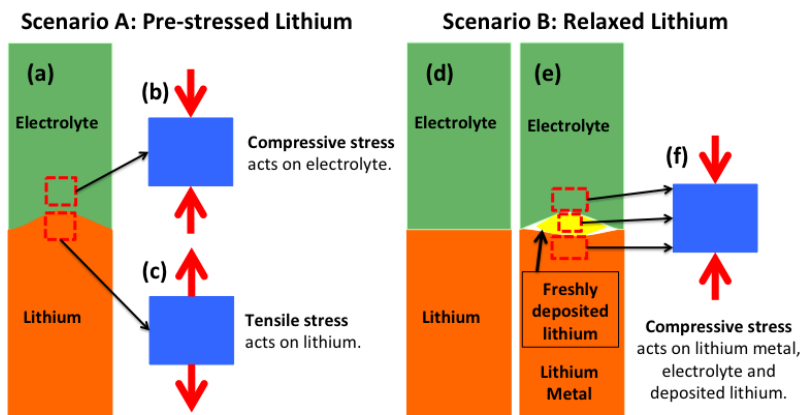 Scenario A: Pre-stressed Lithium
(a)
Electrolyte
(b)
Compressive stress
acts on electrolyte.
(c)
Lithium
Tensile stress
acts on lithium.
Scenario B: Relaxed Lithium
(d)
Electrolyte
Lithium
(e)
Electrolyte
Freshly
deposited
lithium
Lithium
Metal
(f)
Compressive stress
acts on lithium metal,
electrolyte and
deposited lithium.